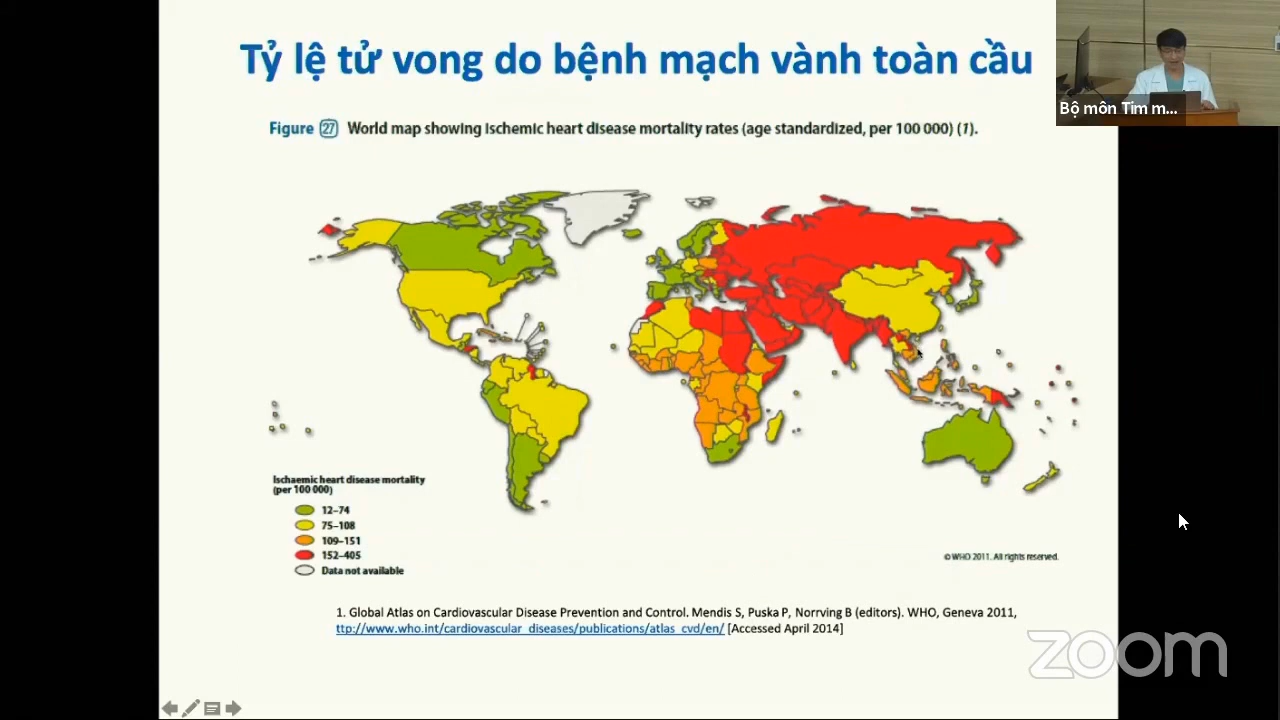 Tỷ lệ tử vong do bệnh mạch vành toàn cầu
Bộ môn Tim m...
Figure 27 World map showing ischemic heart disease mortality rates (age standardized, per 100 000) (1).
Ischaemic heart disease mortality
(per 100 000)
12–74
75–108
109–151
152–405
Data not available
© WHO 2011. All rights reserved.
1. Global Atlas on Cardiovascular Disease Prevention and Control. Mendis S, Puska P, Norrving B (editors). WHO, Geneva 2011,
ttp://www.who.int/cardiovascular_diseases/publications/atlas_cvd/en/ [Accessed April 2014]
zoom